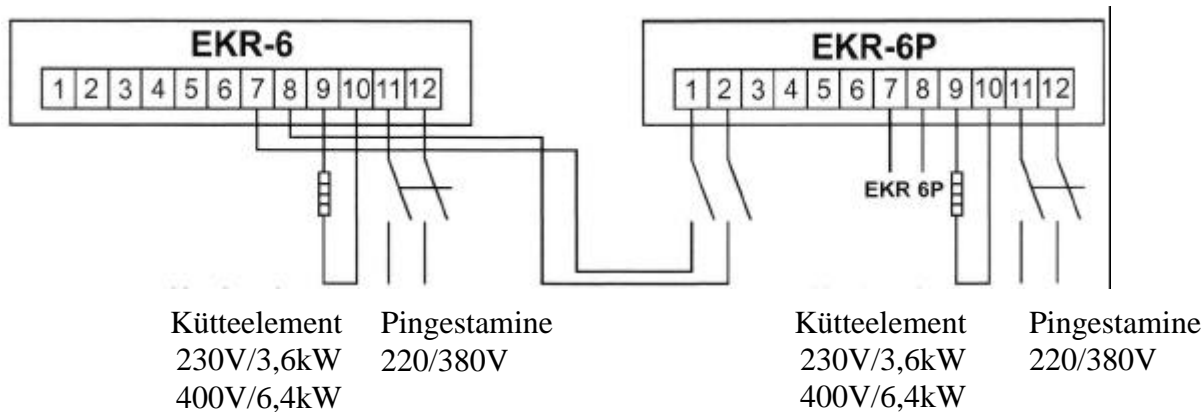 EKR-6
1 2 3 4 5 6 7 8 9 10 11 12
EKR-6P
1 2 3 4 5 6 7 8 9 10 11 12
EKR 6P
Kütteelement
230V/3,6kW
400V/6,4kW
Pingestamine
220/380V
Kütteelement
230V/3,6kW
400V/6,4kW
Pingestamine
220/380V